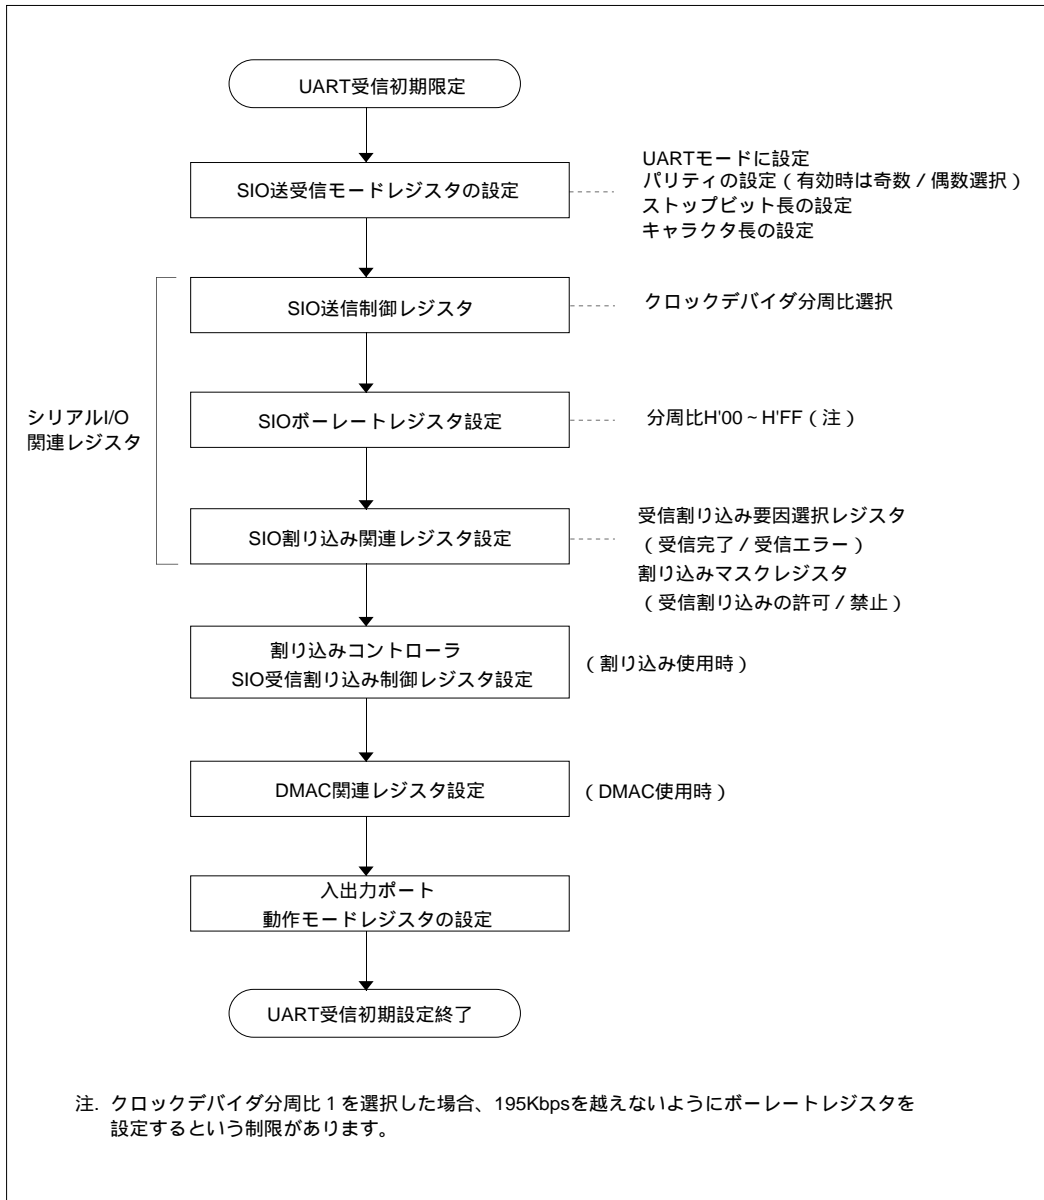 UART受信初期限定
SIO送受信モードレジスタの設定
UARTモードに設定
パリティの設定（有効時は奇数／偶数選択）
ストップビット長の設定
キャラクタ長の設定
シリアルI/O
関連レジスタ
SIO送信制御レジスタ
クロックデバイダ分周比選択
SIOボーレートレジスタ設定
分周比H'00～H'FF（注）
SIO割り込み関連レジスタ設定
受信割り込み要因選択レジスタ
（受信完了／受信エラー）
割り込みマスクレジスタ
（受信割り込みの許可／禁止）
割り込みコントローラ
SIO受信割り込み制御レジスタ設定
（割り込み使用時）
DMAC関連レジスタ設定
（DMAC使用時）
入出力ポート
動作モードレジスタの設定
UART受信初期設定終了
注. クロックデバイダ分周比１を選択した場合、195Kbpsを越えないようにボーレートレジスタを
設定するという制限があります。